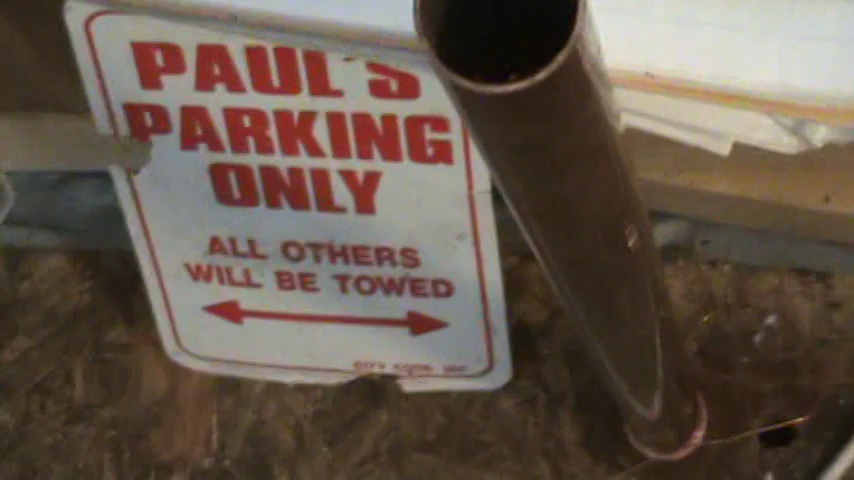 PAUL'S
PARKING
ONLY
ALL OTHERS
WILL BE TOWED